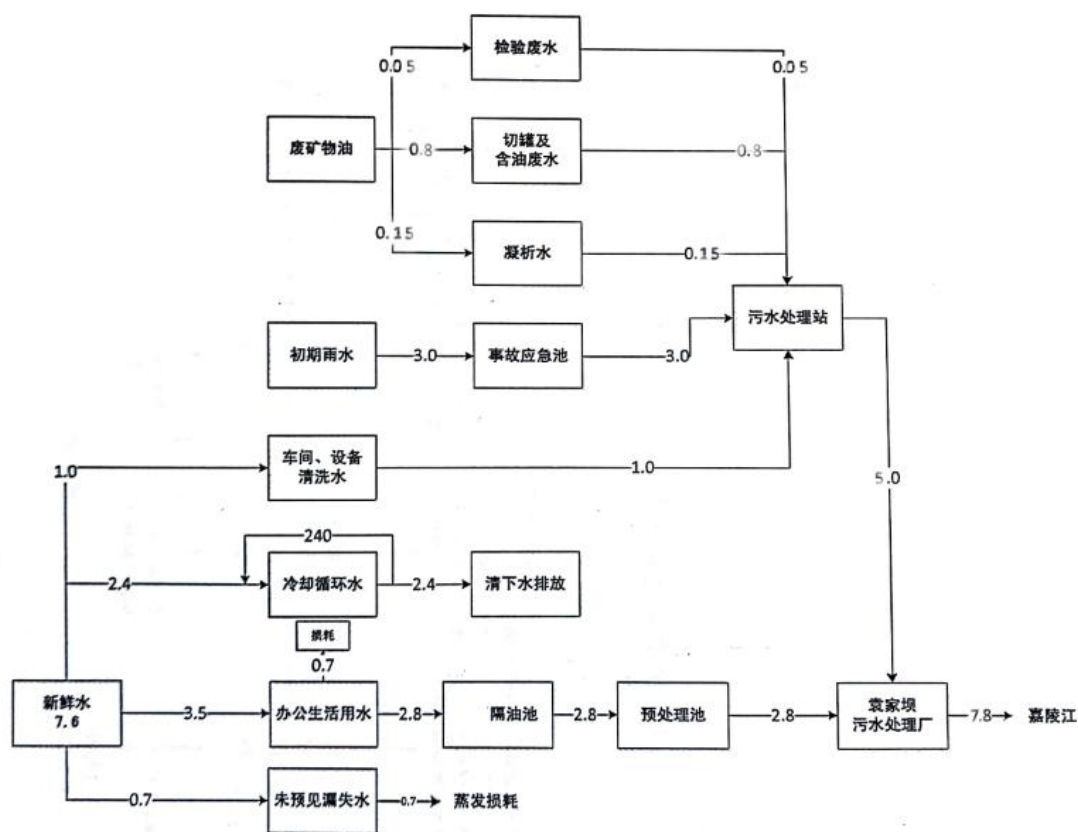 检验废水
0.05
0.05
废矿物油
0.8
切罐及
含油废水
0.8
0.15
凝析水
0.15
污水处理站
初期雨水
3.0
事故应急池
3.0
1.0
车间、设备
清洗水
1.0
5.0
240
2.4
冷却循环水
2.4
清下水排放
损耗
0.7
新鲜水
7.6
3.5
办公生活用水
2.8
隔油池
2.8
预处理池
2.8
袁家坝
污水处理厂
7.8
嘉陵江
0.7
未预见漏失水
0.7
蒸发损耗